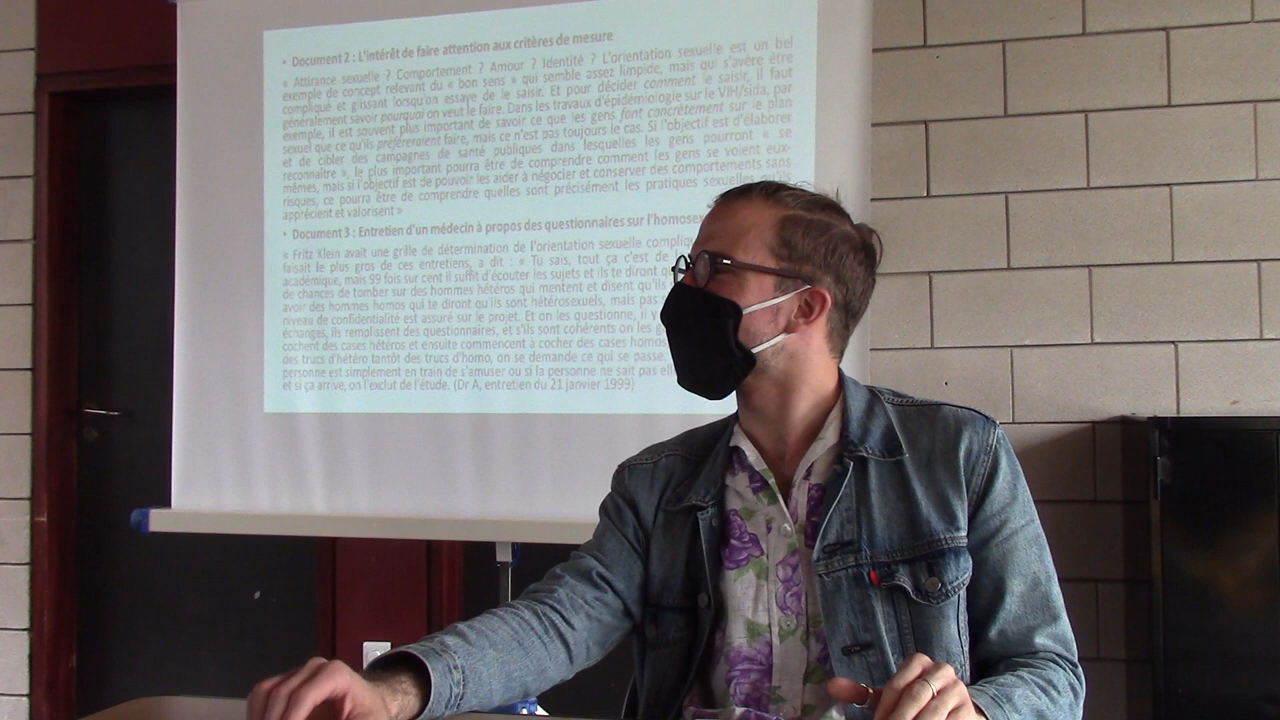 • Document 2 : L'intérêt de faire attention aux critères de mesure
« Attirance sexuelle ? Comportement ? Amour ? Identité ? L'orientation sexuelle est un bel
exemple de concept relevant du « bon sens » qui semble assez limpide, mais qui s'avère être
compliqué et glissant lorsqu'on essaye de le saisir. Et pour décider comment le saisir, il faut
généralement savoir pourquoi on veut le faire. Dans les travaux d'épidémiologie sur le VIH/sida, par
exemple, il est souvent plus important de savoir ce que les gens font concrètement sur le plan
sexuel que ce qu'ils préféreraient faire, mais ce n'est pas toujours le cas. Si l'objectif est d'élaborer
et de cibler des campagnes de santé publiques dans lesquelles les gens pourront « se
reconnaître », le plus important pourra être de comprendre comment les gens se voient eux-
mêmes, mais si l'objectif est de pouvoir les aider à négocier et conserver des comportements sans
risques, ce pourra être de comprendre quelles sont précisément les pratiques sexuelles qu'ils
apprécient et valorisent »
• Document 3 : Entretien d'un médecin à propos des questionnaires sur l'homosex
« Fritz Klein avait une grille de détermination de l'orientation sexuelle compliq
faisait le plus gros de ces entretiens, a dit : « Tu sais, tout ça c'est de
académique, mais 99 fois sur cent il suffit d'écouter les sujets et ils te diront
de chances de tomber sur des hommes hétéros qui mentent et disent qu'ils
avoir des hommes homos qui te diront qu'ils sont hétérosexuels, mais pas
niveau de confidentialité est assuré sur le projet. Et on les questionne, il y
échanges, ils remplissent des questionnaires, et s'ils sont cohérents on les
cochent des cases hétéros et ensuite commencent à cocher des cases homos
des trucs d'hétéro tantôt des trucs d'homo, on se demande ce qui se passe.
personne est simplement en train de s'amuser ou si la personne ne sait pas
et si ça arrive, on l'exclut de l'étude. (Dr A, entretien du 21 janvier 1999)